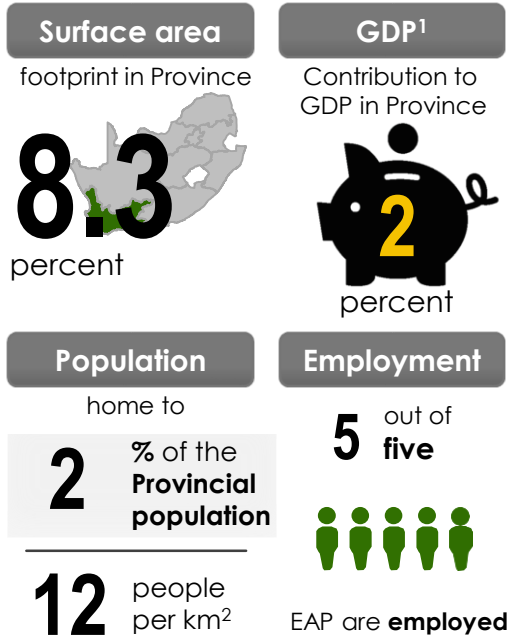 Surface area
footprint in Province
8.3
percent
GDP¹
Contribution to
GDP in Province
2
percent
Population
home to
2
% of the
Provincial
population
12
people
per km²
Employment
5
out of
five
EAP are employed